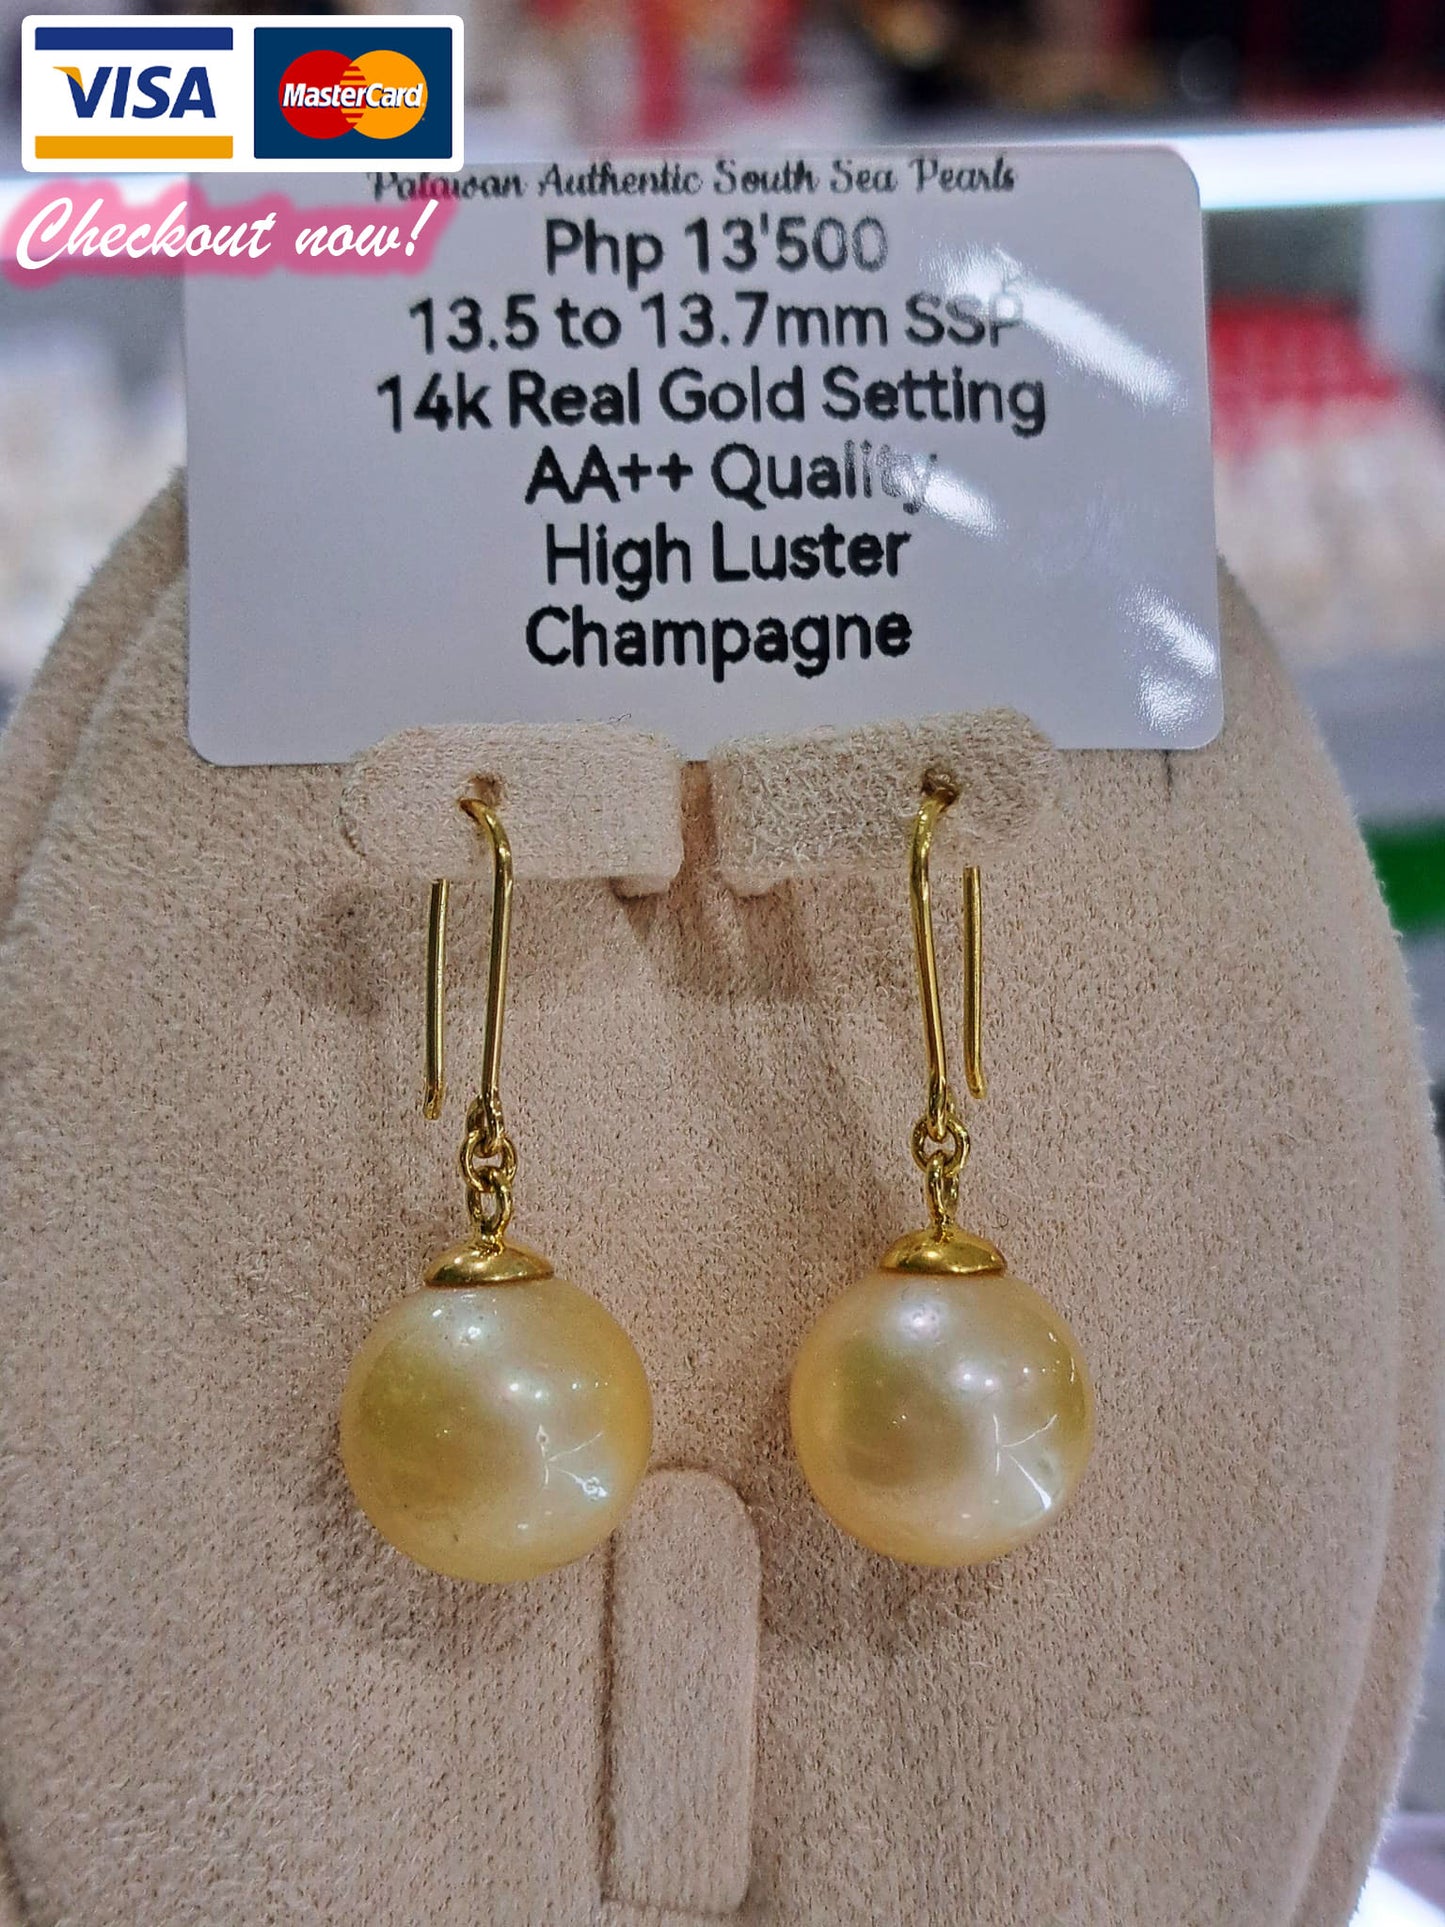 VISA
MasterCard
Checkout now!
Palawan Authentic South Sea Pearls
Php 13'500
13.5 to 13.7mm SSP
14k Real Gold Setting
AA++ Quality
High Luster
Champagne